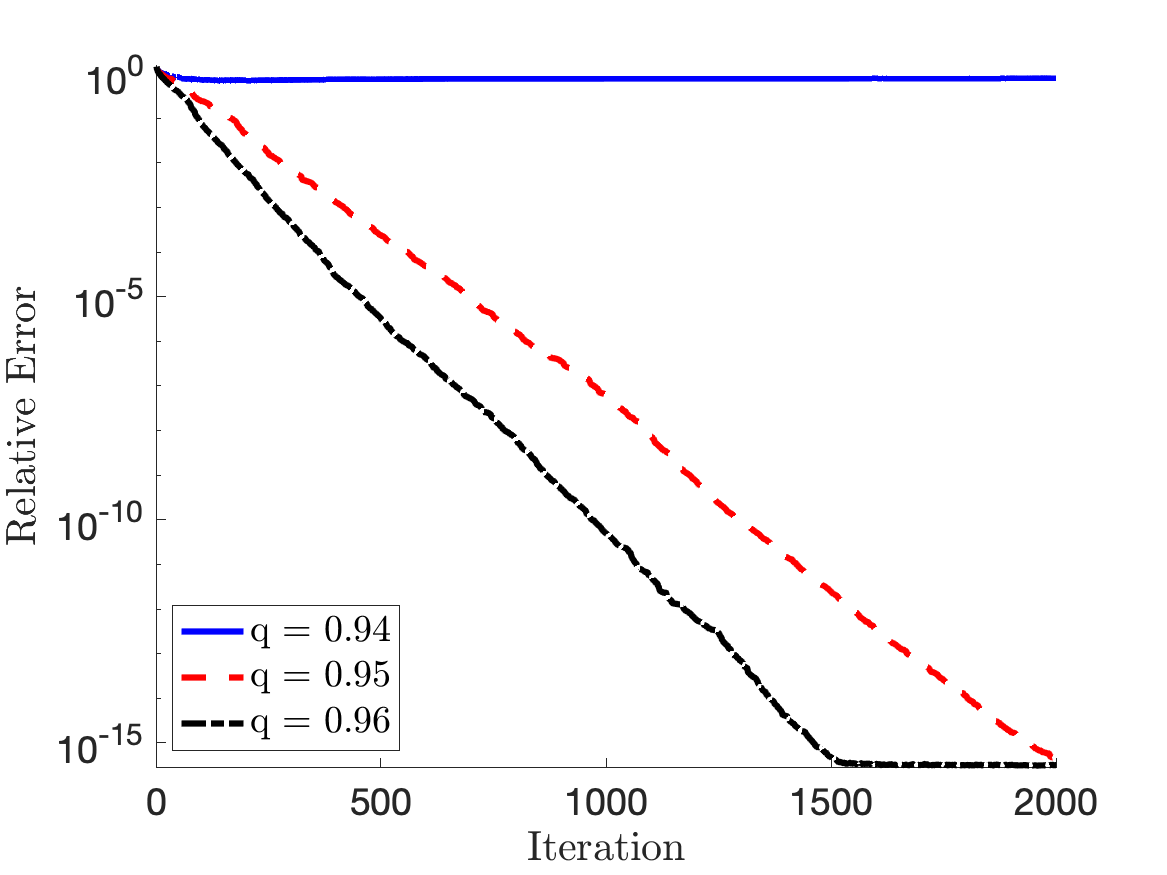 10^0
10^-5
10^-10
10^-15
Relative Error
q = 0.94
q = 0.95
q = 0.96
0 500 1000 1500 2000
Iteration